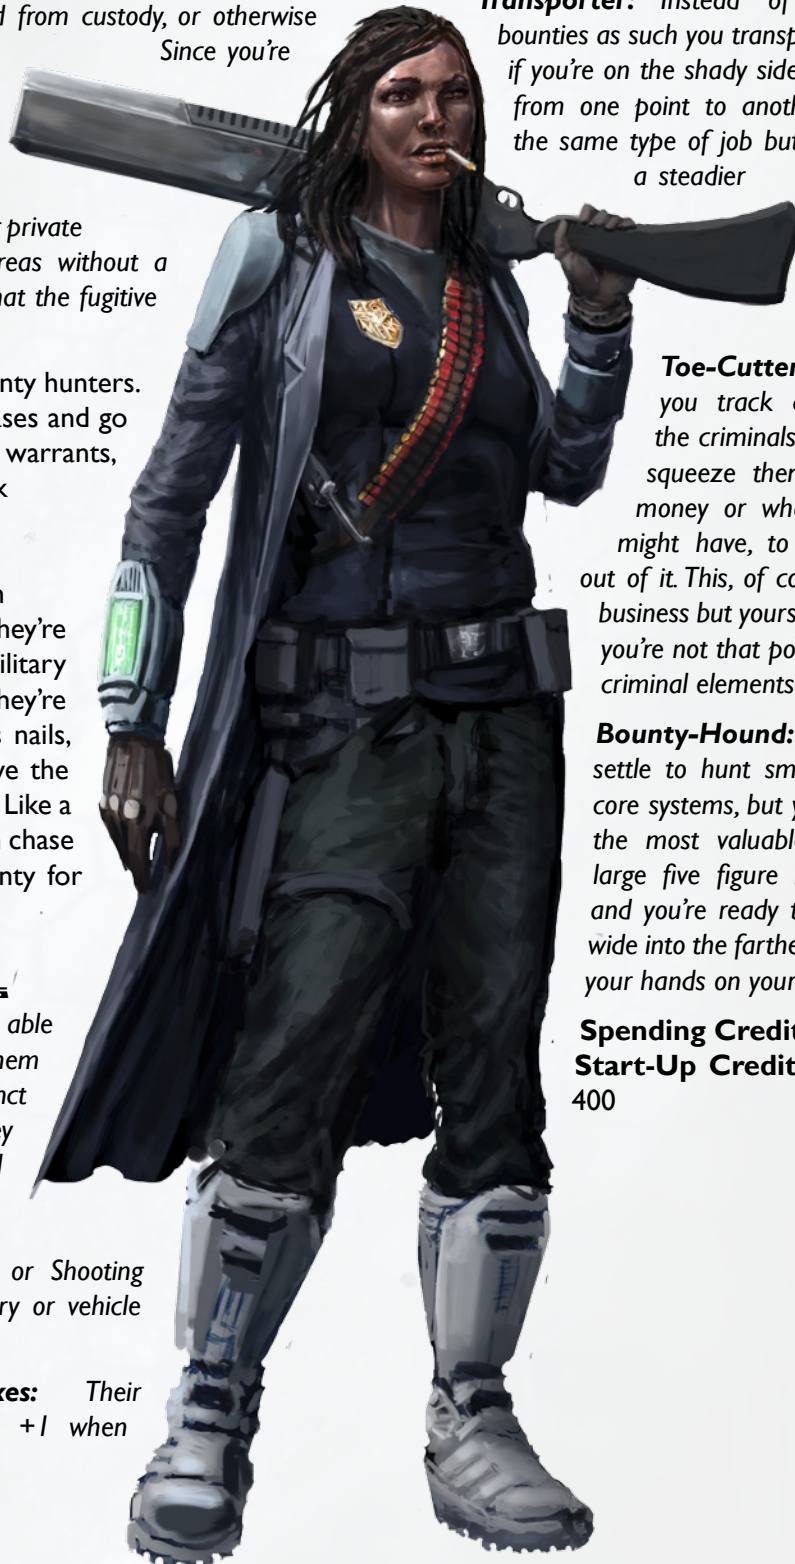 d from custody, or otherwise
Since you're
private
reas without a
hat the fugitive
nty hunters.
ases and go
warrants,
k
n
hey're
ilitary
hey're
s nails,
ve the
Like a
chase
nty for
able
hem
nct
ey
or Shooting
ry or vehicle
xes: Their
+1 when
Transporter: Instead of
bounties as such you transp
if you're on the shady side
from one point to anoth
the same type of job but
a steadier
Toe-Cutter
you track
the criminals
squeeze them
money or wh
might have, to
out of it. This, of co
business but yours
you're not that po
criminal elements
Bounty-Hound:
settle to hunt sm
core systems, but y
the most valuabl
large five figure
and you're ready t
wide into the farthe
your hands on your
Spending Credit
Start-Up Credit
400